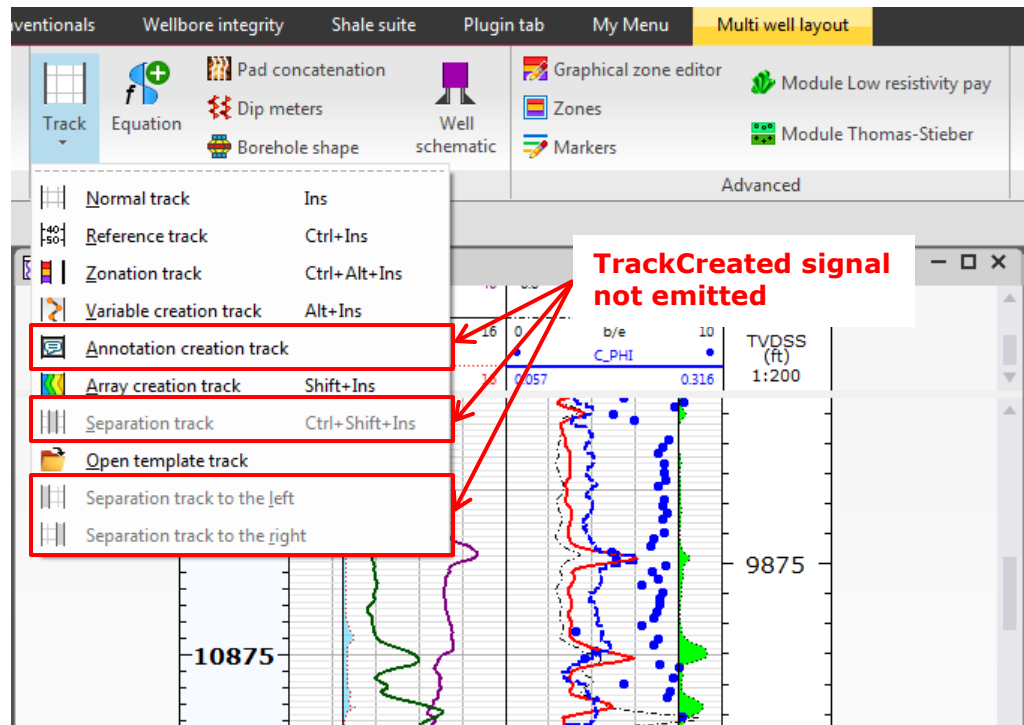 ventionals Wellbore integrity Shale suite Plugin tab My Menu Multi well layout
Track
Equation
Pad concatenation
Dip meters
Borehole shape
Well
schematic
Graphical zone editor
Zones
Markers
Module Low resistivity pay
Module Thomas-Stieber
Advanced
Normal track Ins
Reference track Ctrl+Ins
Zonation track Ctrl+Alt+Ins
Variable creation track Alt+Ins
Annotation creation track
Array creation track Shift+Ins
Separation track Ctrl+Shift+Ins
Open template track
Separation track to the left
Separation track to the right
TrackCreated signal
not emitted
16 0 b/e 10
C_PHI
16 0.057 0.316
TVDSS
(ft)
1:200
9875
10875